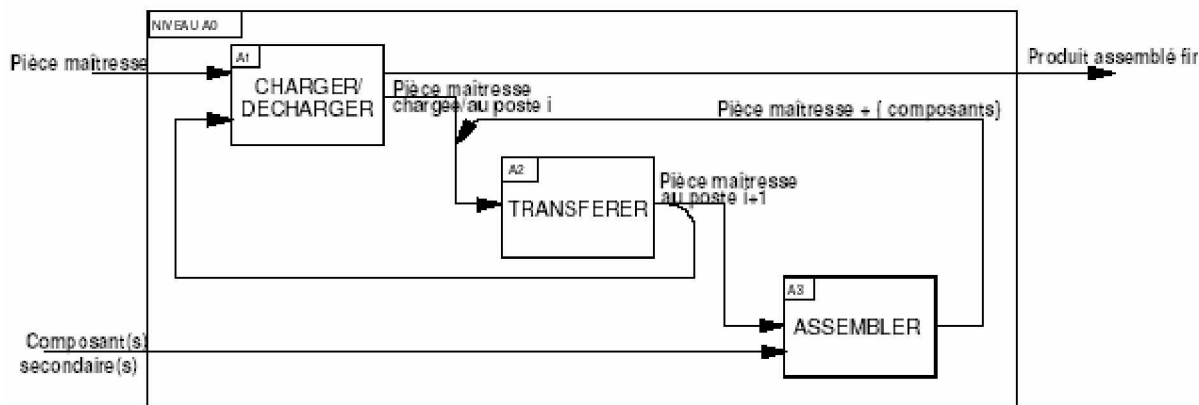 NIVEAU A0
Pièce maîtresse
A1
CHARGER/
DECHARGER
Produit assemblé fin
Pièce maîtresse
chargée/au poste i
Pièce maîtresse + { composants}
A2
TRANSFERER
Pièce maîtresse
au poste i+1
A3
ASSEMBLER
Composant(s)
secondaire(s)